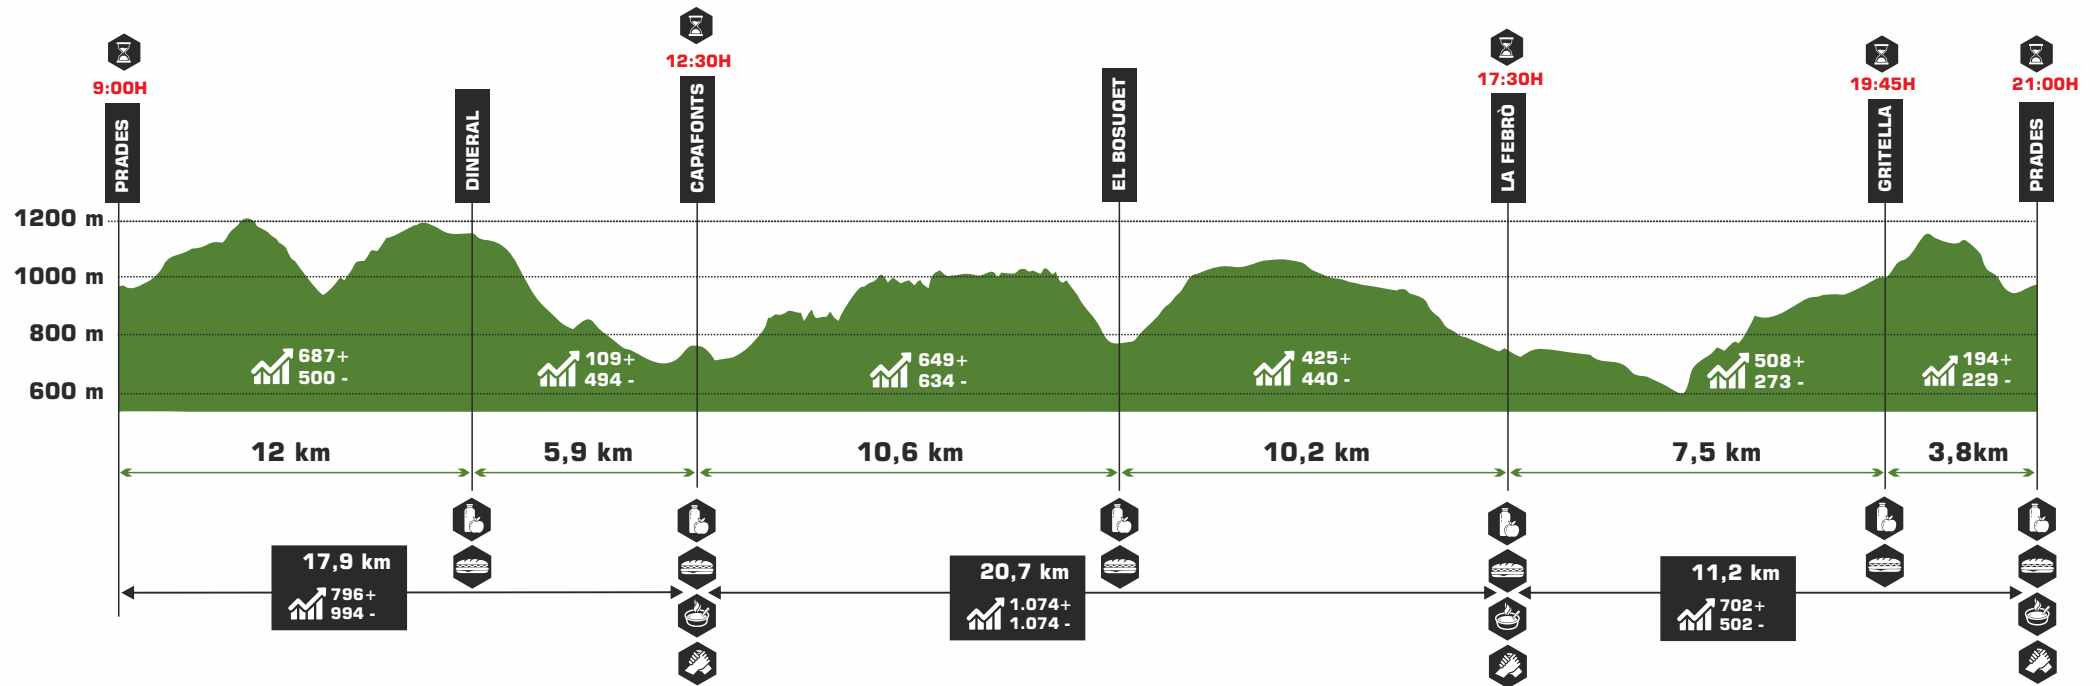 9:00H
12:30H
17:30H
19:45H
21:00H
PRADES
DINERAL
CAPAFONTS
EL BOSUQET
LA FEBRÒ
GRITELLA
PRADES
1200 m
1000 m
800 m
600 m
687+
500 -
109+
494 -
649+
634 -
425+
440 -
508+
273 -
194+
229 -
12 km
5,9 km
10,6 km
10,2 km
7,5 km
3,8km
17,9 km
796+
994 -
20,7 km
1.074+
1.074 -
11,2 km
702+
502 -